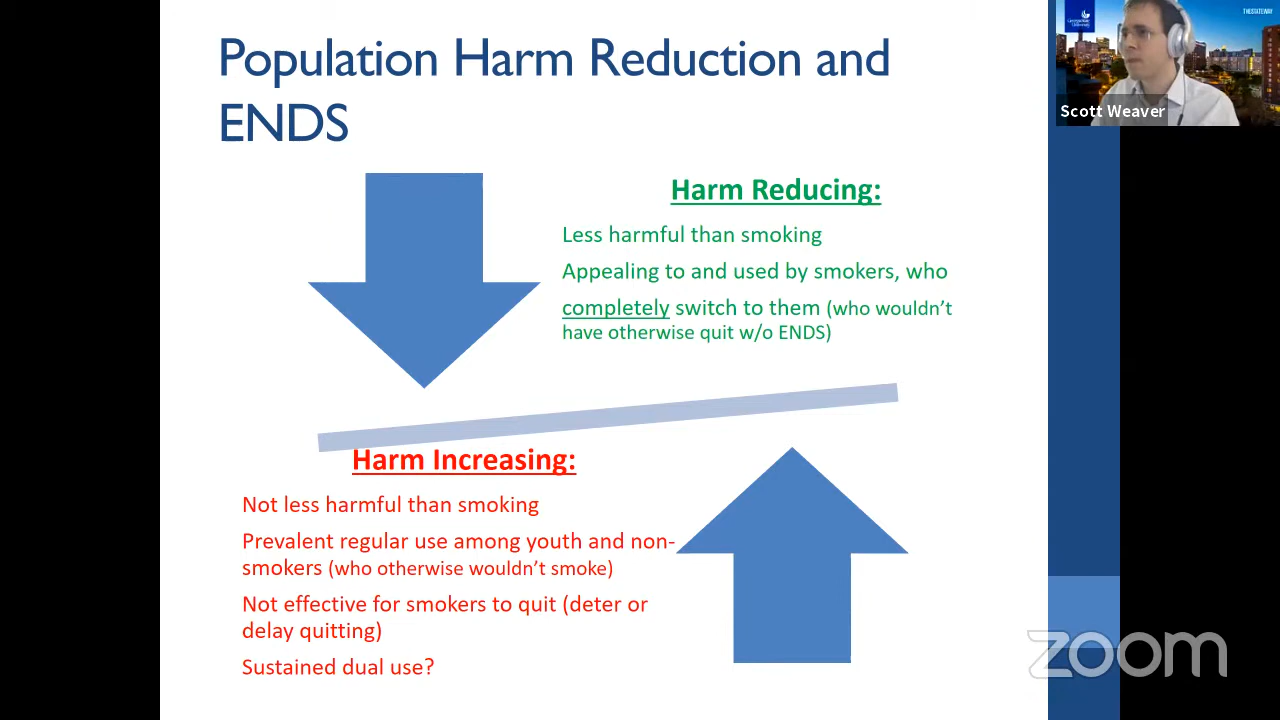 Population Harm Reduction and
ENDS
Harm Reducing:
Less harmful than smoking
Appealing to and used by smokers, who
completely switch to them (who wouldn't
have otherwise quit w/o ENDS)
Harm Increasing:
Not less harmful than smoking
Prevalent regular use among youth and non-
smokers (who otherwise wouldn't smoke)
Not effective for smokers to quit (deter or
delay quitting)
Sustained dual use?
THESTATEWAY
Scott Weaver
zoom